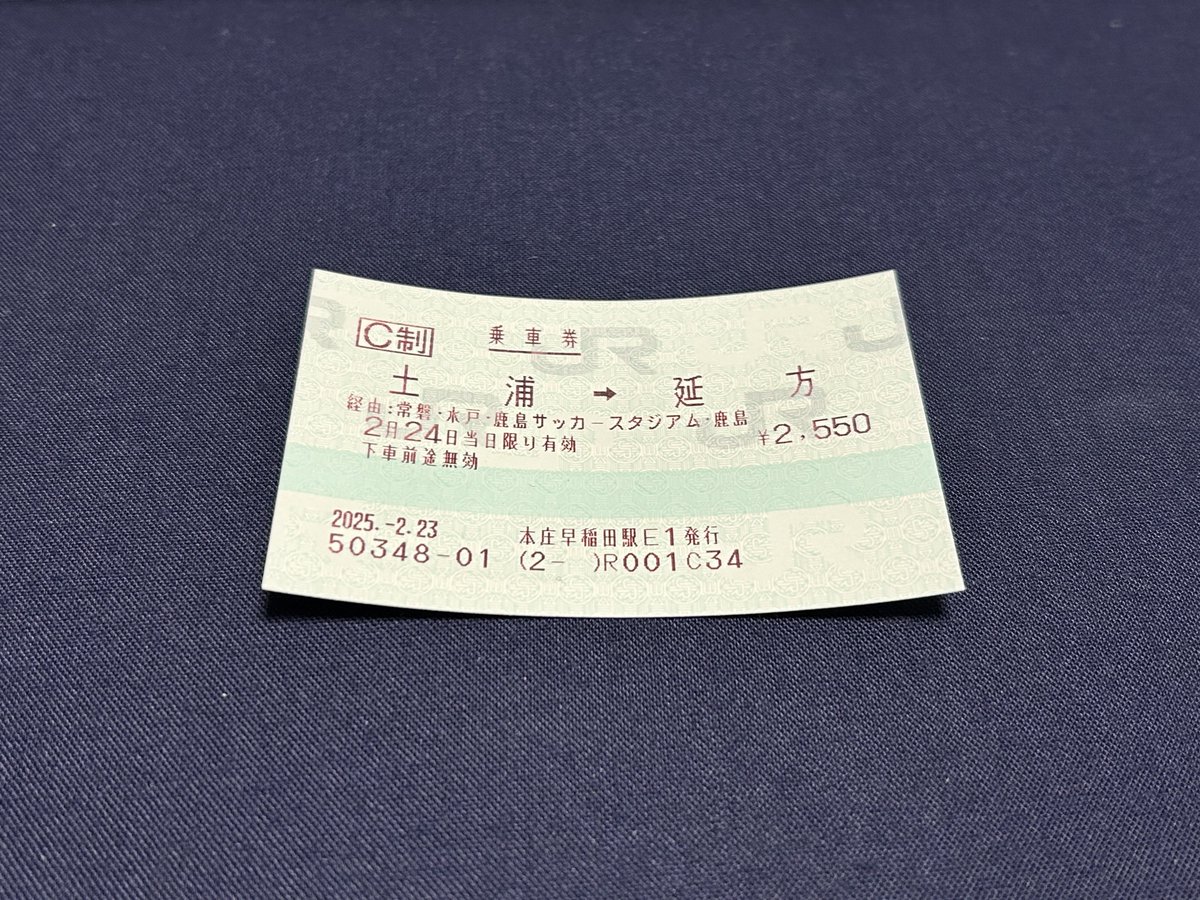 C制 乗車券
土浦 → 延方
経由:常磐・水戸・鹿島サッカースタジアム・鹿島
2月24日当日限り有効 ¥2,550
下車前途無効
2025.-2.23 本庄早稲田駅E1発行
50348-01 (2- )R001C34